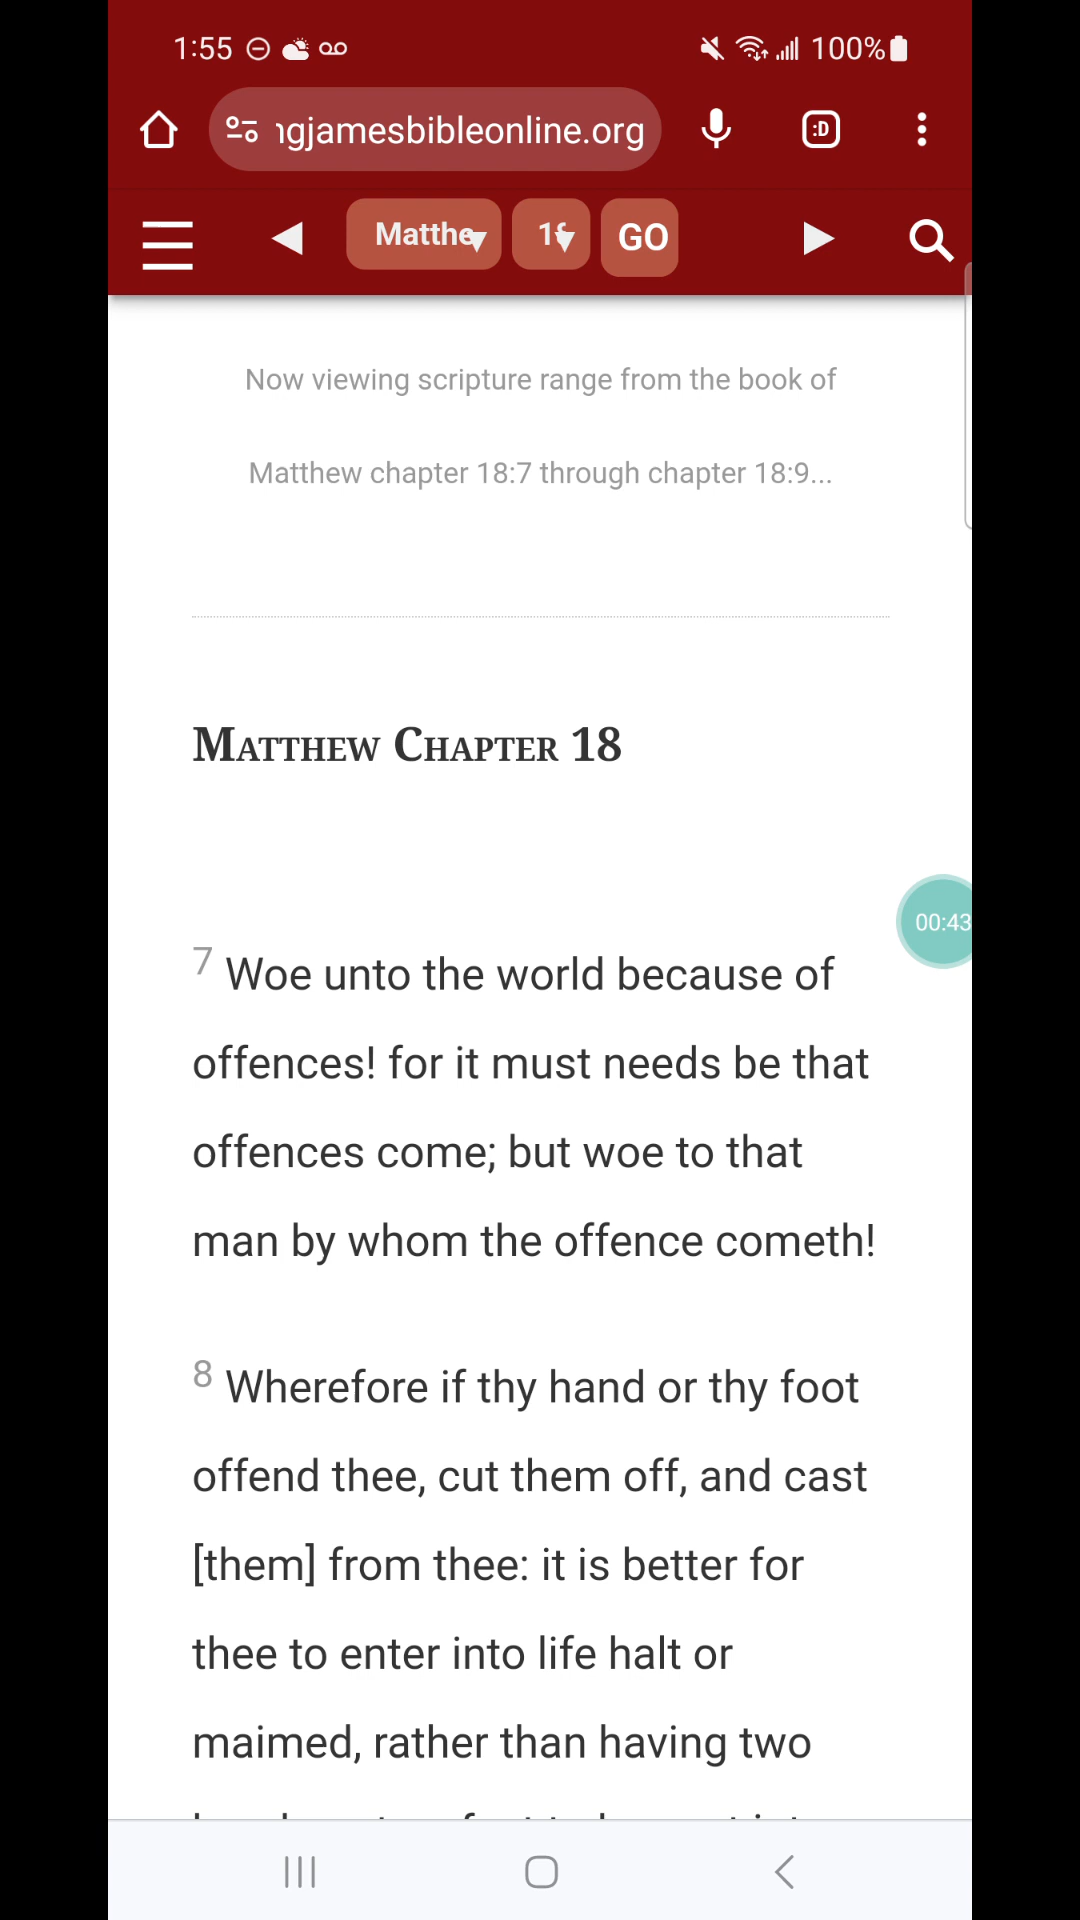 1:55 100%
ngjamesbibleonline.org :D
Matthe GO
Now viewing scripture range from the book of
Matthew chapter 18:7 through chapter 18:9...
MATTHEW CHAPTER 18
00:43
7 Woe unto the world because of
offences! for it must needs be that
offences come; but woe to that
man by whom the offence cometh!
8 Wherefore if thy hand or thy foot
offend thee, cut them off, and cast
[them] from thee: it is better for
thee to enter into life halt or
maimed, rather than having two